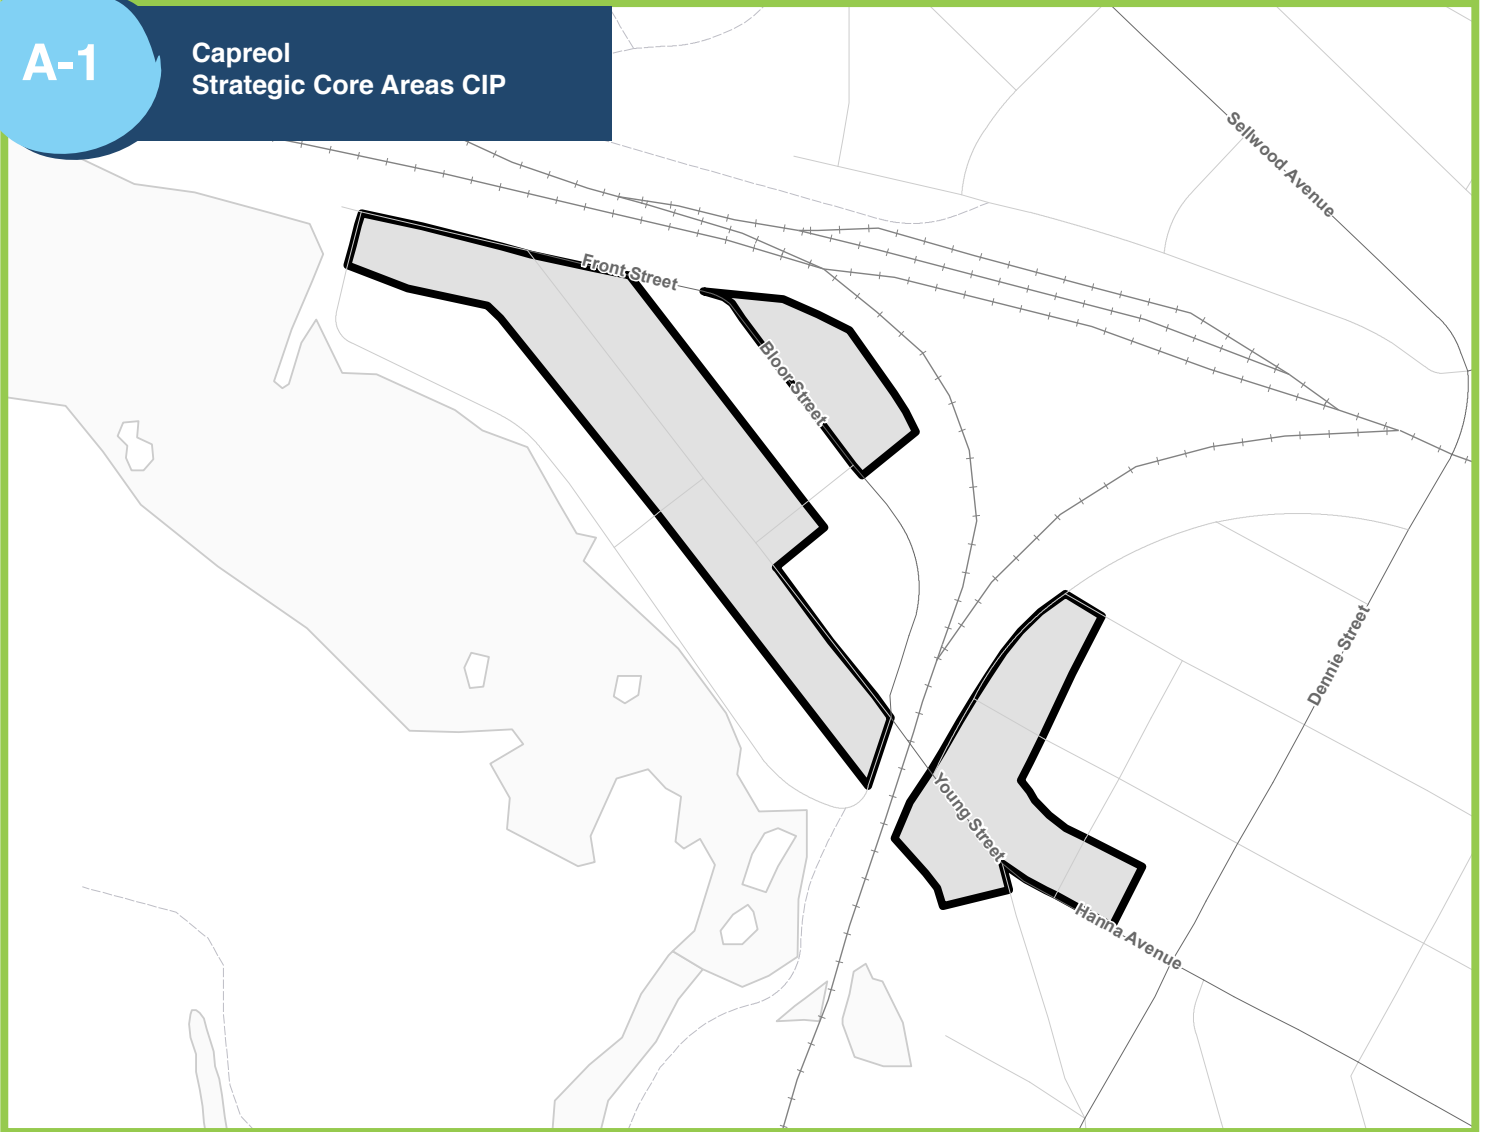 A-1
Capreol
Strategic Core Areas CIP
Sellwood Avenue
Front Street
Bloor Street
Dennie Street
Young Street
Hanna Avenue